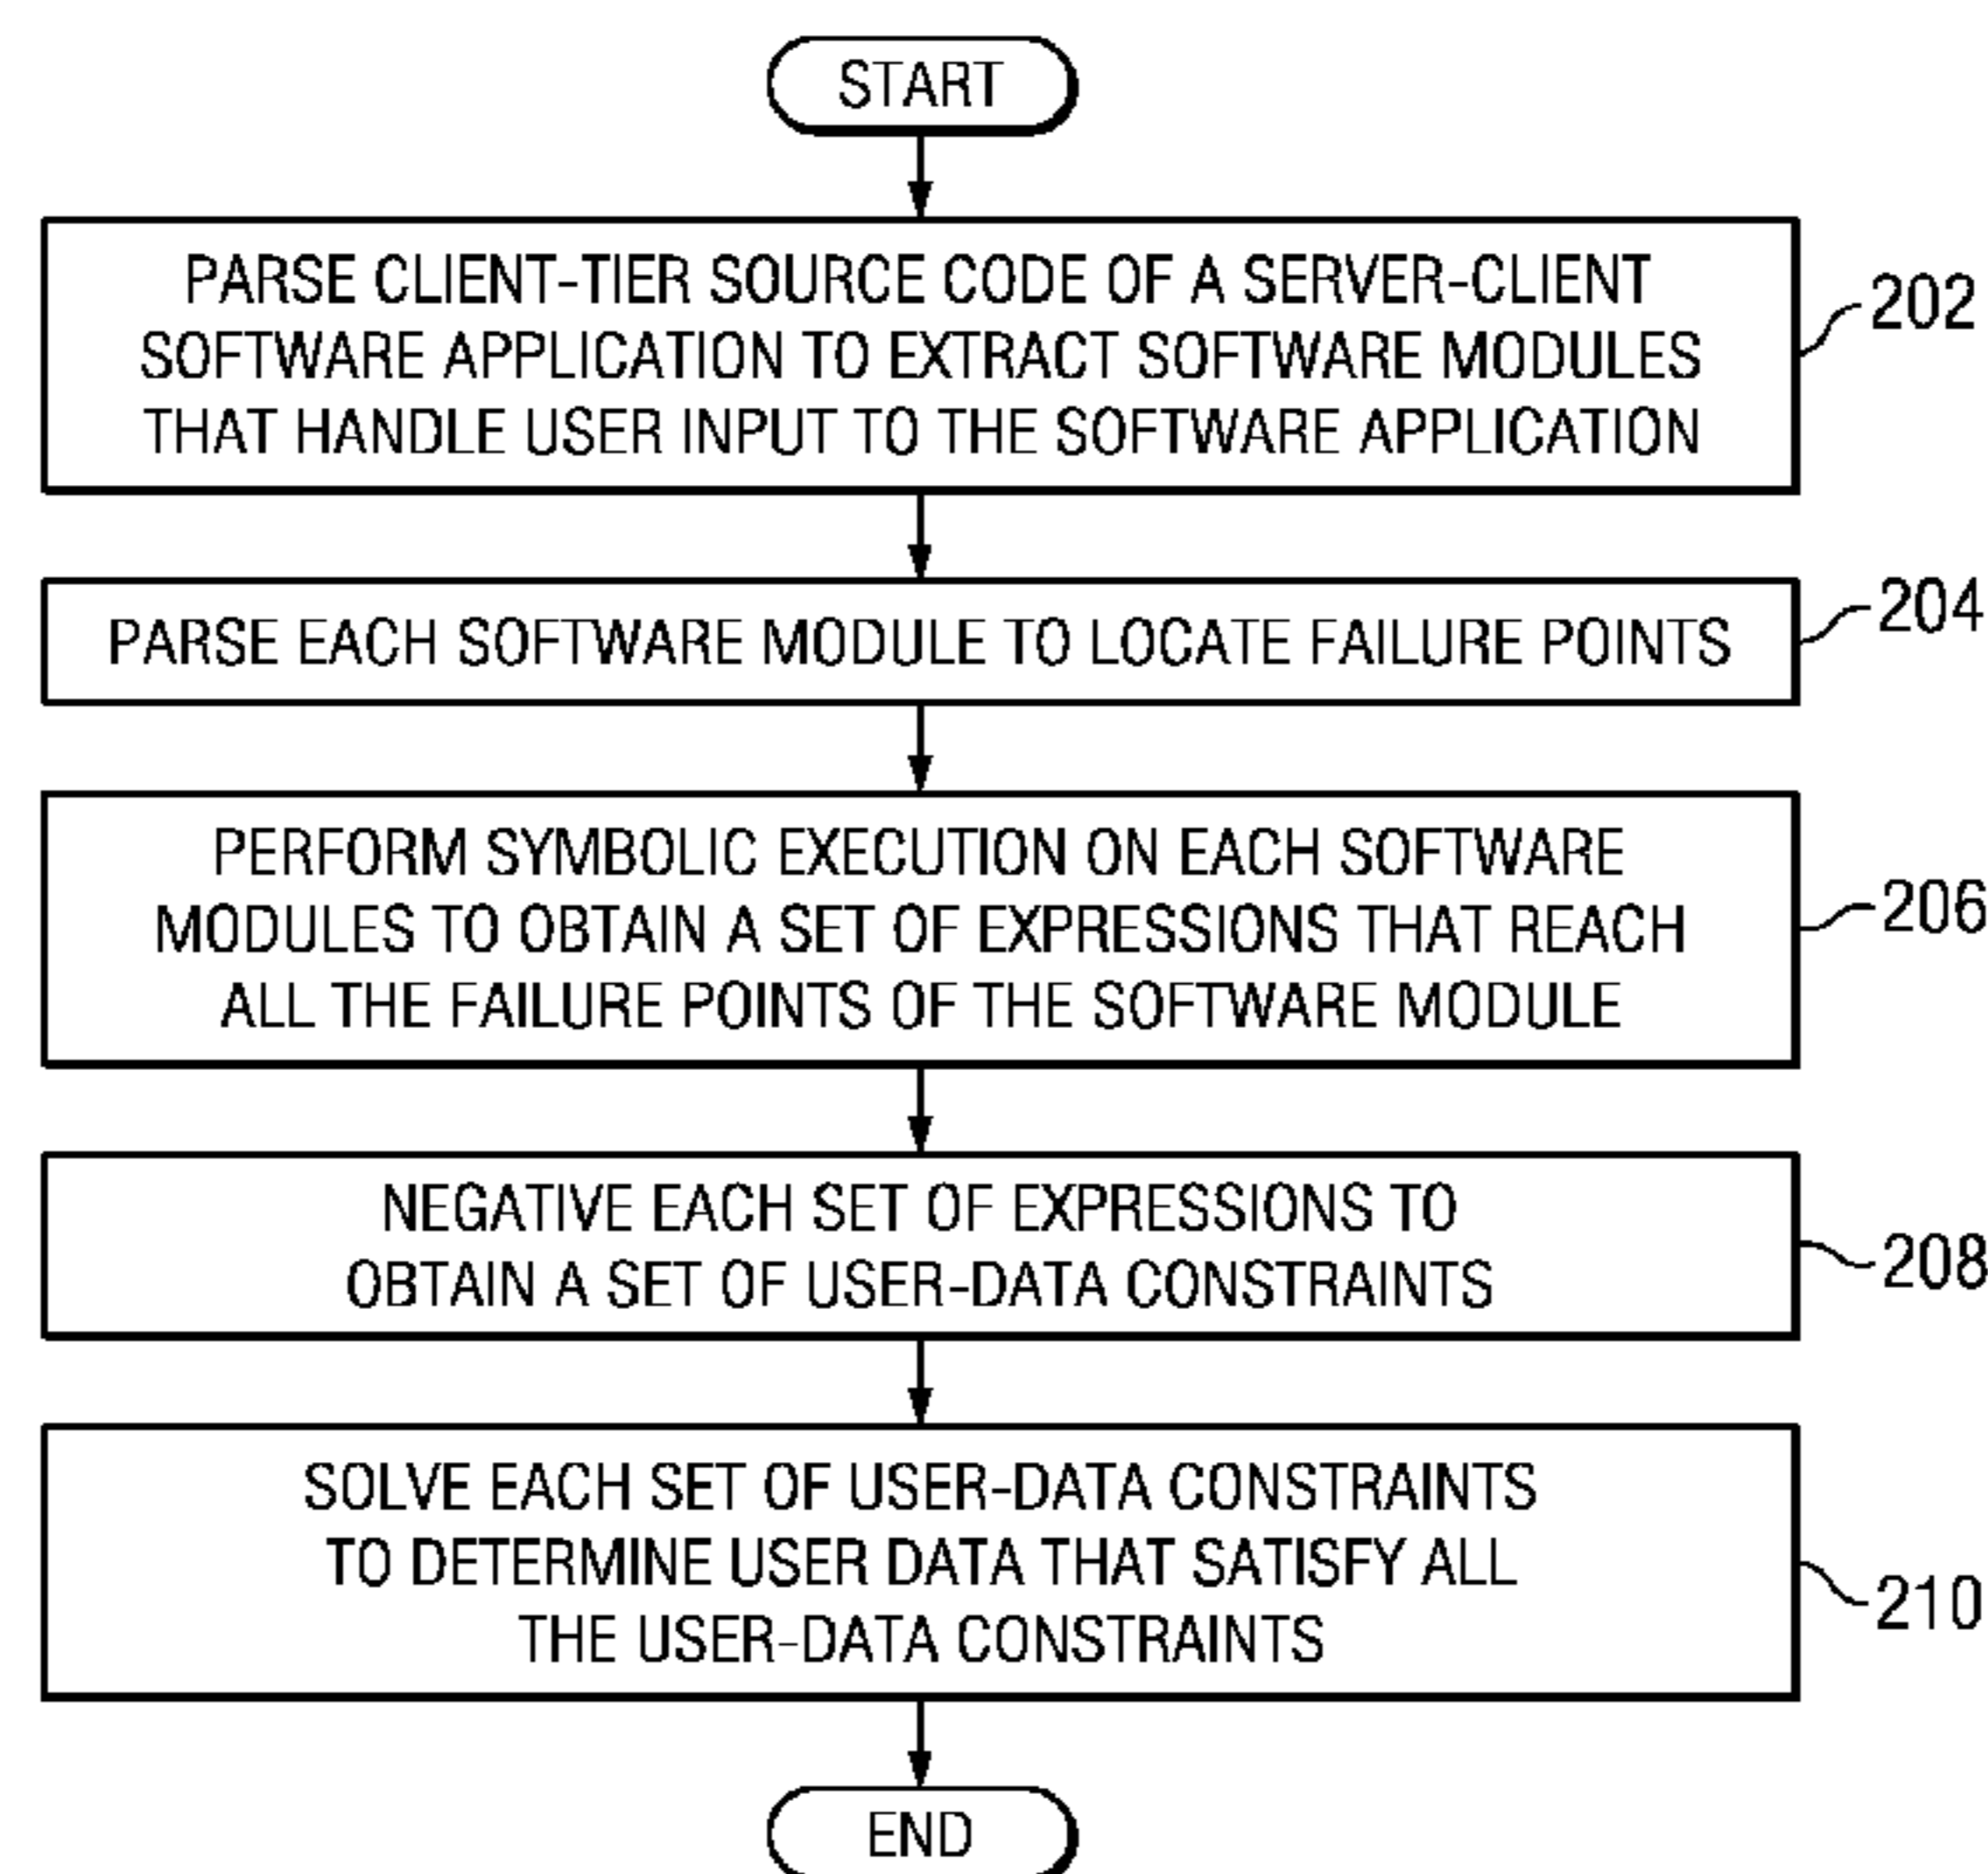 START
PARSE CLIENT-TIER SOURCE CODE OF A SERVER-CLIENT
SOFTWARE APPLICATION TO EXTRACT SOFTWARE MODULES
THAT HANDLE USER INPUT TO THE SOFTWARE APPLICATION
202
PARSE EACH SOFTWARE MODULE TO LOCATE FAILURE POINTS
204
PERFORM SYMBOLIC EXECUTION ON EACH SOFTWARE
MODULES TO OBTAIN A SET OF EXPRESSIONS THAT REACH
ALL THE FAILURE POINTS OF THE SOFTWARE MODULE
206
NEGATIVE EACH SET OF EXPRESSIONS TO
OBTAIN A SET OF USER-DATA CONSTRAINTS
208
SOLVE EACH SET OF USER-DATA CONSTRAINTS
TO DETERMINE USER DATA THAT SATISFY ALL
THE USER-DATA CONSTRAINTS
210
END